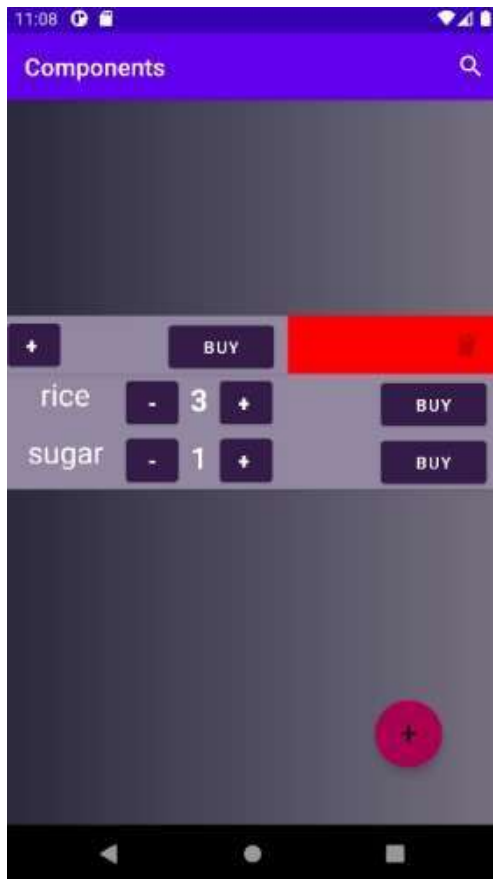 11:08
Components
+ BUY
rice - 3 + BUY
sugar - 1 + BUY
+